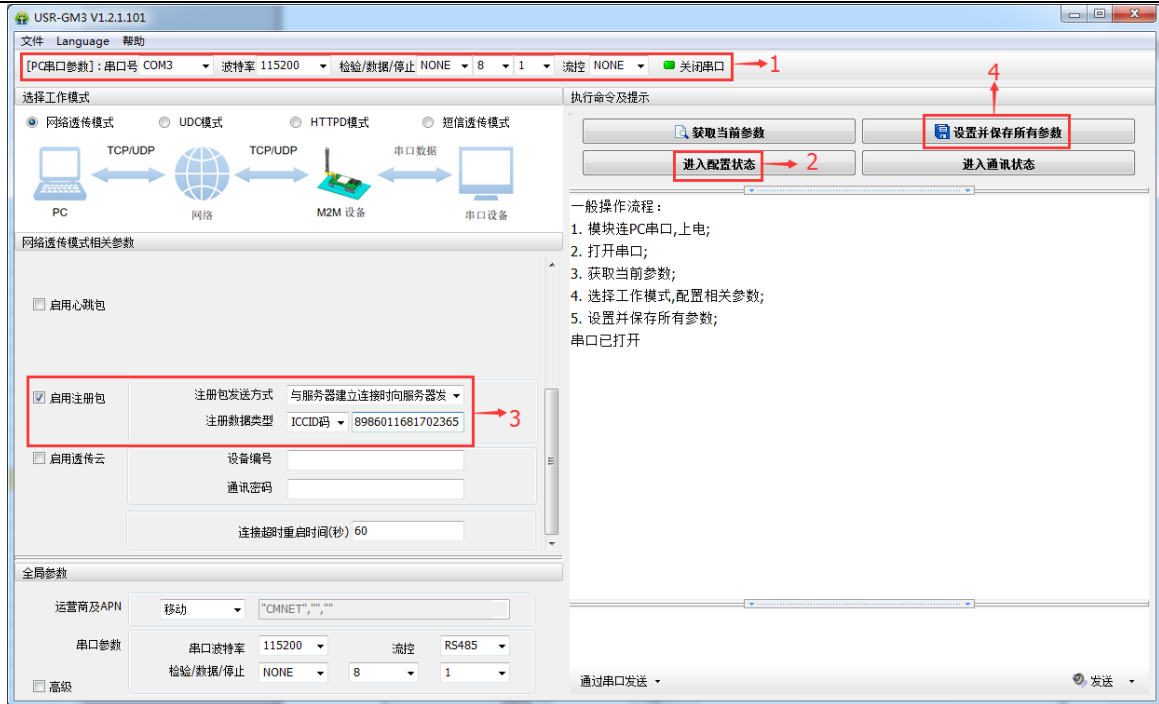 USR-GM3 V1.2.1.101
文件 Language 帮助
[PC串口参数]：串口号 COM3 波特率 115200 检验/数据/停止 NONE 8 1 流控 NONE 关闭串口 1
选择工作模式
网络透传模式 UDC模式 HTTPD模式 短信透传模式
TCP/UDP TCP/UDP 串口数据
PC 网络 M2M 设备 串口设备
网络透传模式相关参数
启用心跳包
启用注册包 注册包发送方式 与服务器建立连接时向服务器发
注册数据类型 ICCID码 8986011681702365 3
启用透传云 设备编号
通讯密码
连接超时重启时间(秒) 60
全局参数
运营商及APN 移动 "CMNET","",""
串口参数 串口波特率 115200 流控 RS485
检验/数据/停止 NONE 8 1
高级
执行命令及提示
4
获取当前参数 设置并保存所有参数
进入配置状态 2 进入通讯状态
一般操作流程：
1. 模块连PC串口,上电;
2. 打开串口;
3. 获取当前参数;
4. 选择工作模式,配置相关参数;
5. 设置并保存所有参数;
串口已打开
通过串口发送 发送